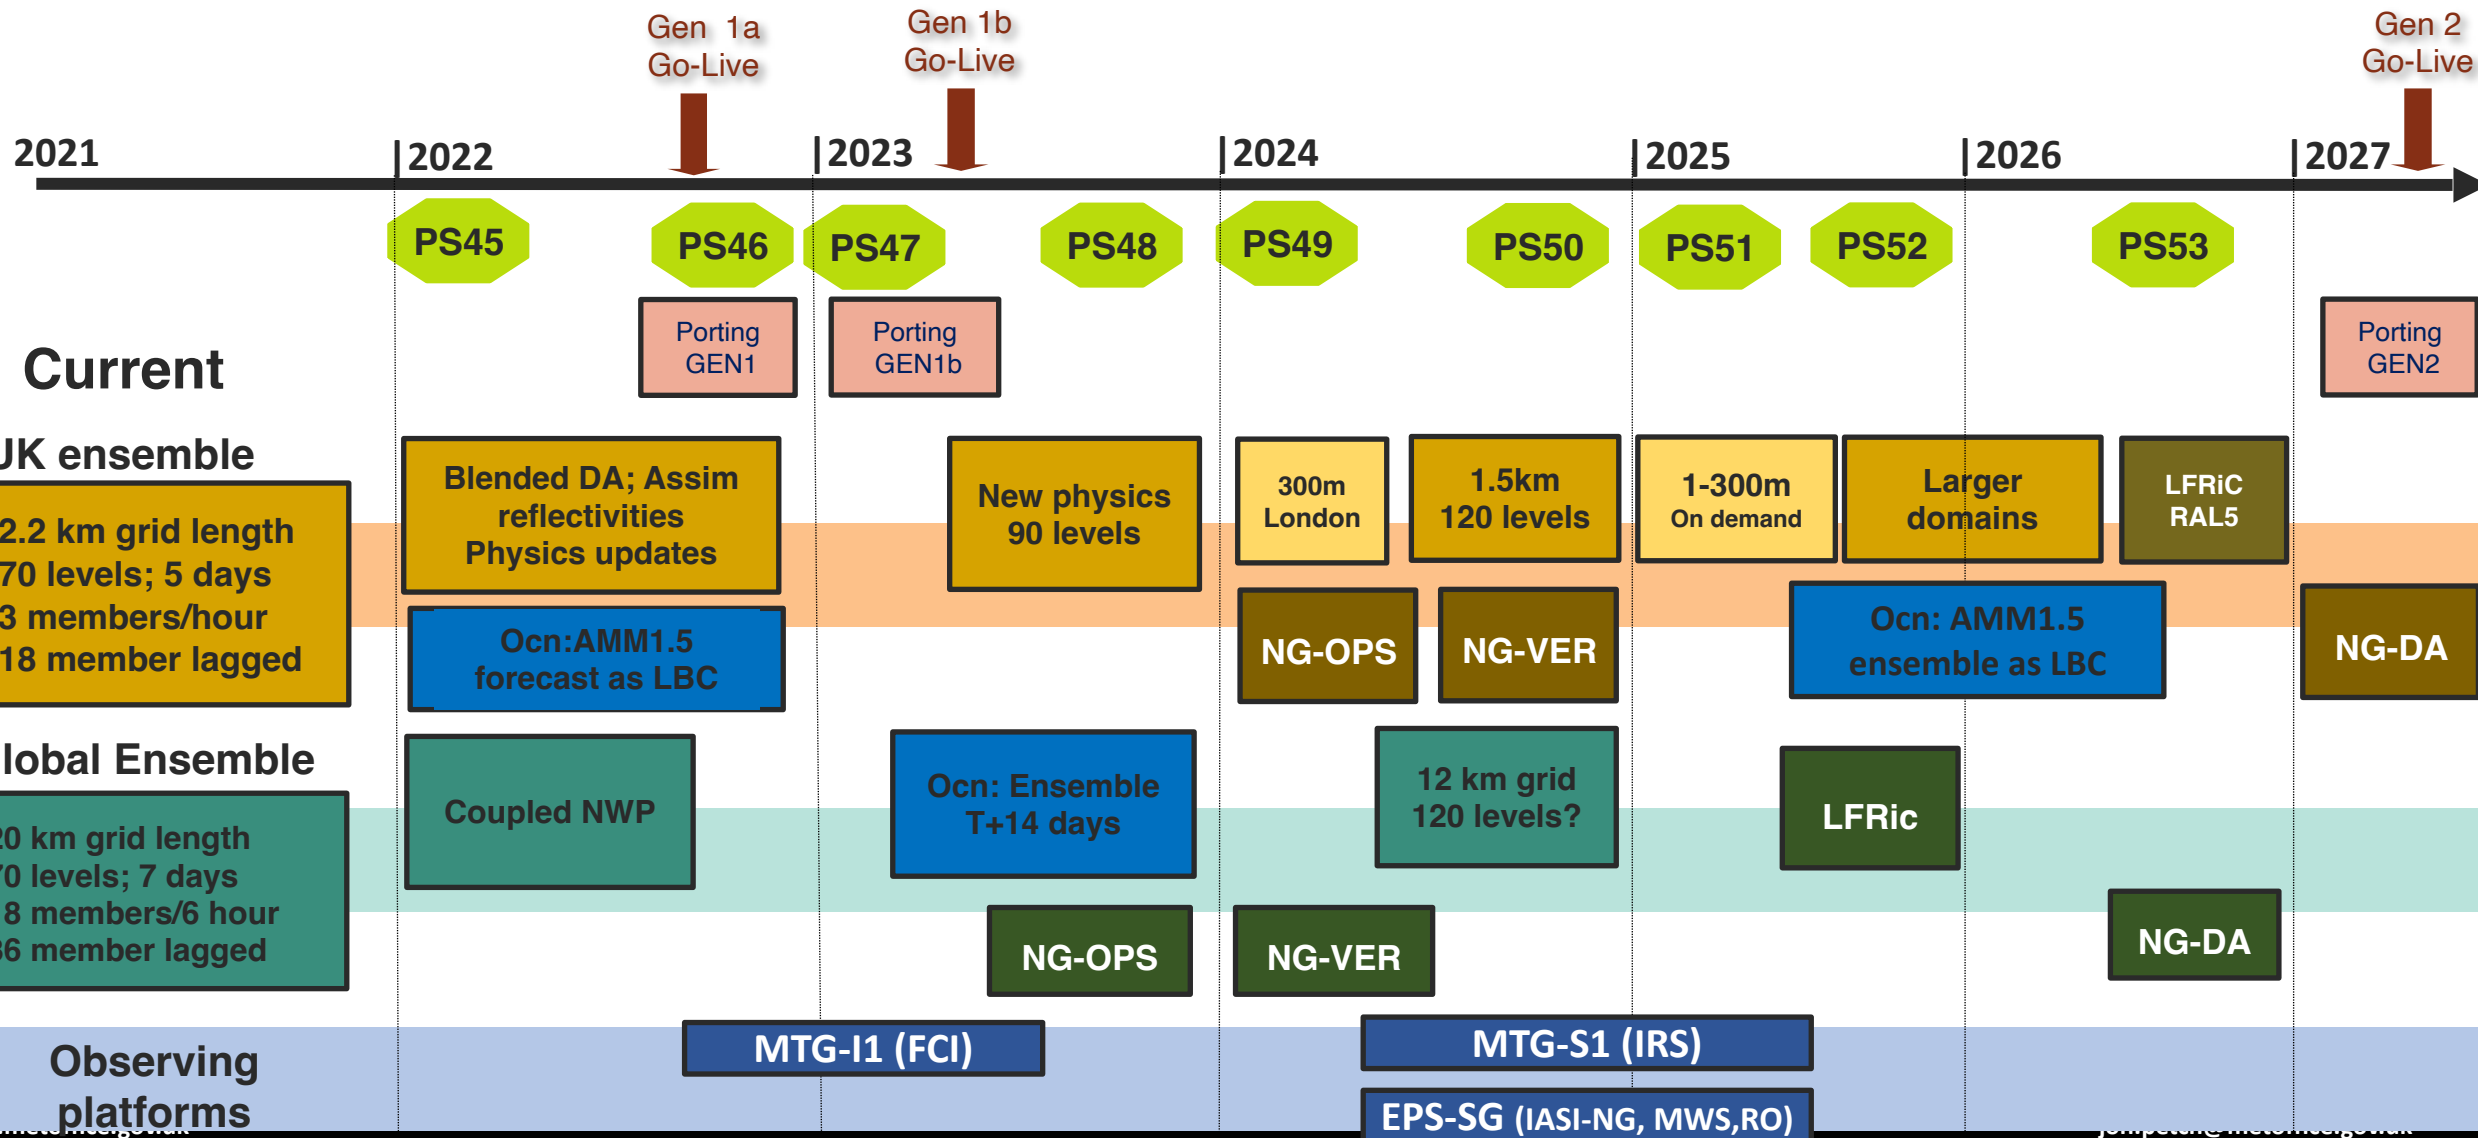 Gen 1a
Go-Live
Gen 1b
Go-Live
Gen 2
Go-Live
2021
2022
2023
2024
2025
2026
2027
PS45
PS46
PS47
PS48
PS49
PS50
PS51
PS52
PS53
Current
Porting
GEN1
Porting
GEN1b
Porting
GEN2
UK ensemble
2.2 km grid length
70 levels; 5 days
3 members/hour
18 member lagged
Blended DA; Assim
reflectivities
Physics updates
New physics
90 levels
300m
London
1.5km
120 levels
1-300m
On demand
Larger
domains
LFRiC
RAL5
Ocn:AMM1.5
forecast as LBC
NG-OPS
NG-VER
Ocn: AMM1.5
ensemble as LBC
NG-DA
lobal Ensemble
20 km grid length
70 levels; 7 days
8 members/6 hour
36 member lagged
Coupled NWP
Ocn: Ensemble
T+14 days
12 km grid
120 levels?
LFRic
NG-OPS
NG-VER
NG-DA
Observing
platforms
MTG-I1 (FCI)
MTG-S1 (IRS)
EPS-SG (IASI-NG, MWS,RO)